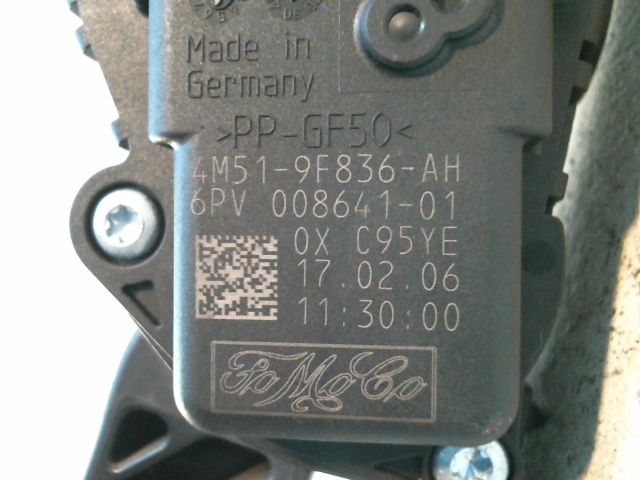 Made in
Germany
>PP-GF50<
4M51-9F836-AH
6PV 008641-01
0X C95YE
17.02.06
11:30:00
FoMoCo